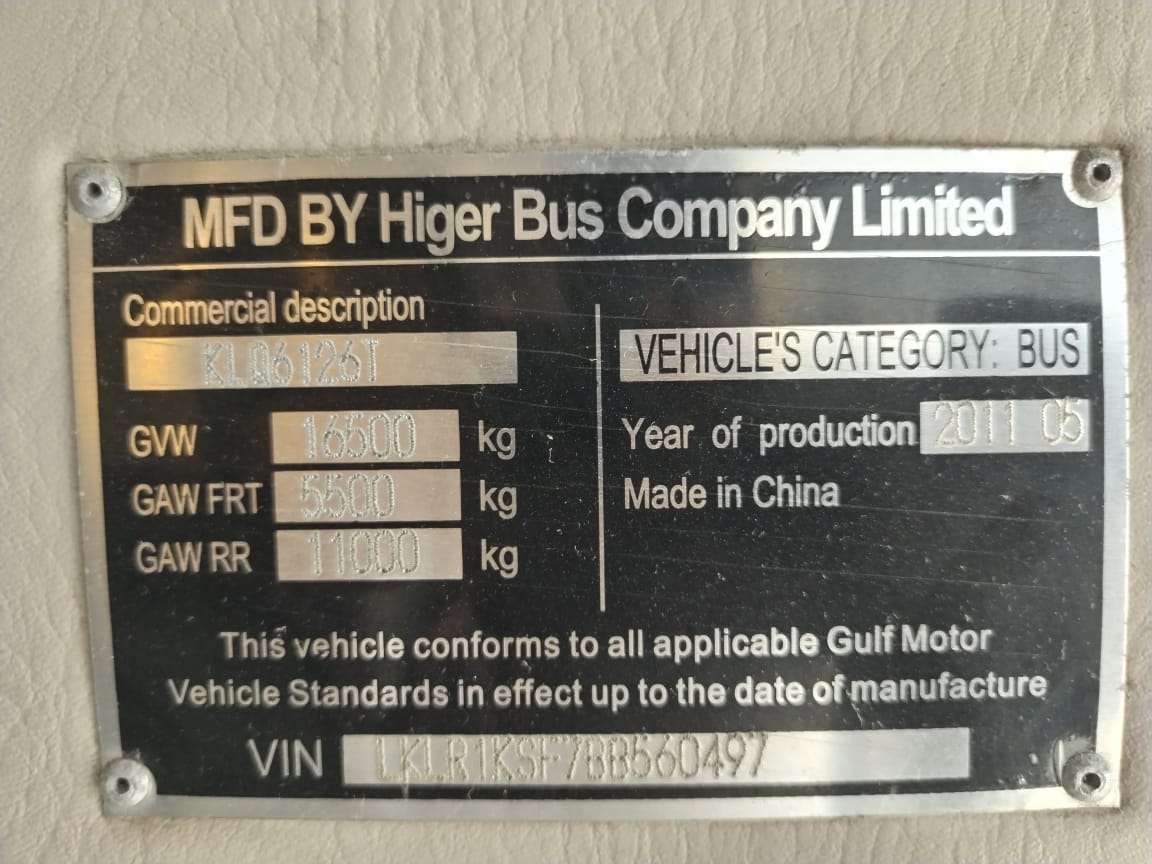 MFD BY Higer Bus Company Limited
Commercial description
KLQ6126T
VEHICLE'S CATEGORY: BUS
GVW 16500 kg
Year of production 2011 05
GAW FRT 5500 kg
Made in China
GAW RR 11000 kg
This vehicle conforms to all applicable Gulf Motor
Vehicle Standards in effect up to the date of manufacture
VIN LKLR1KSF7BB560497